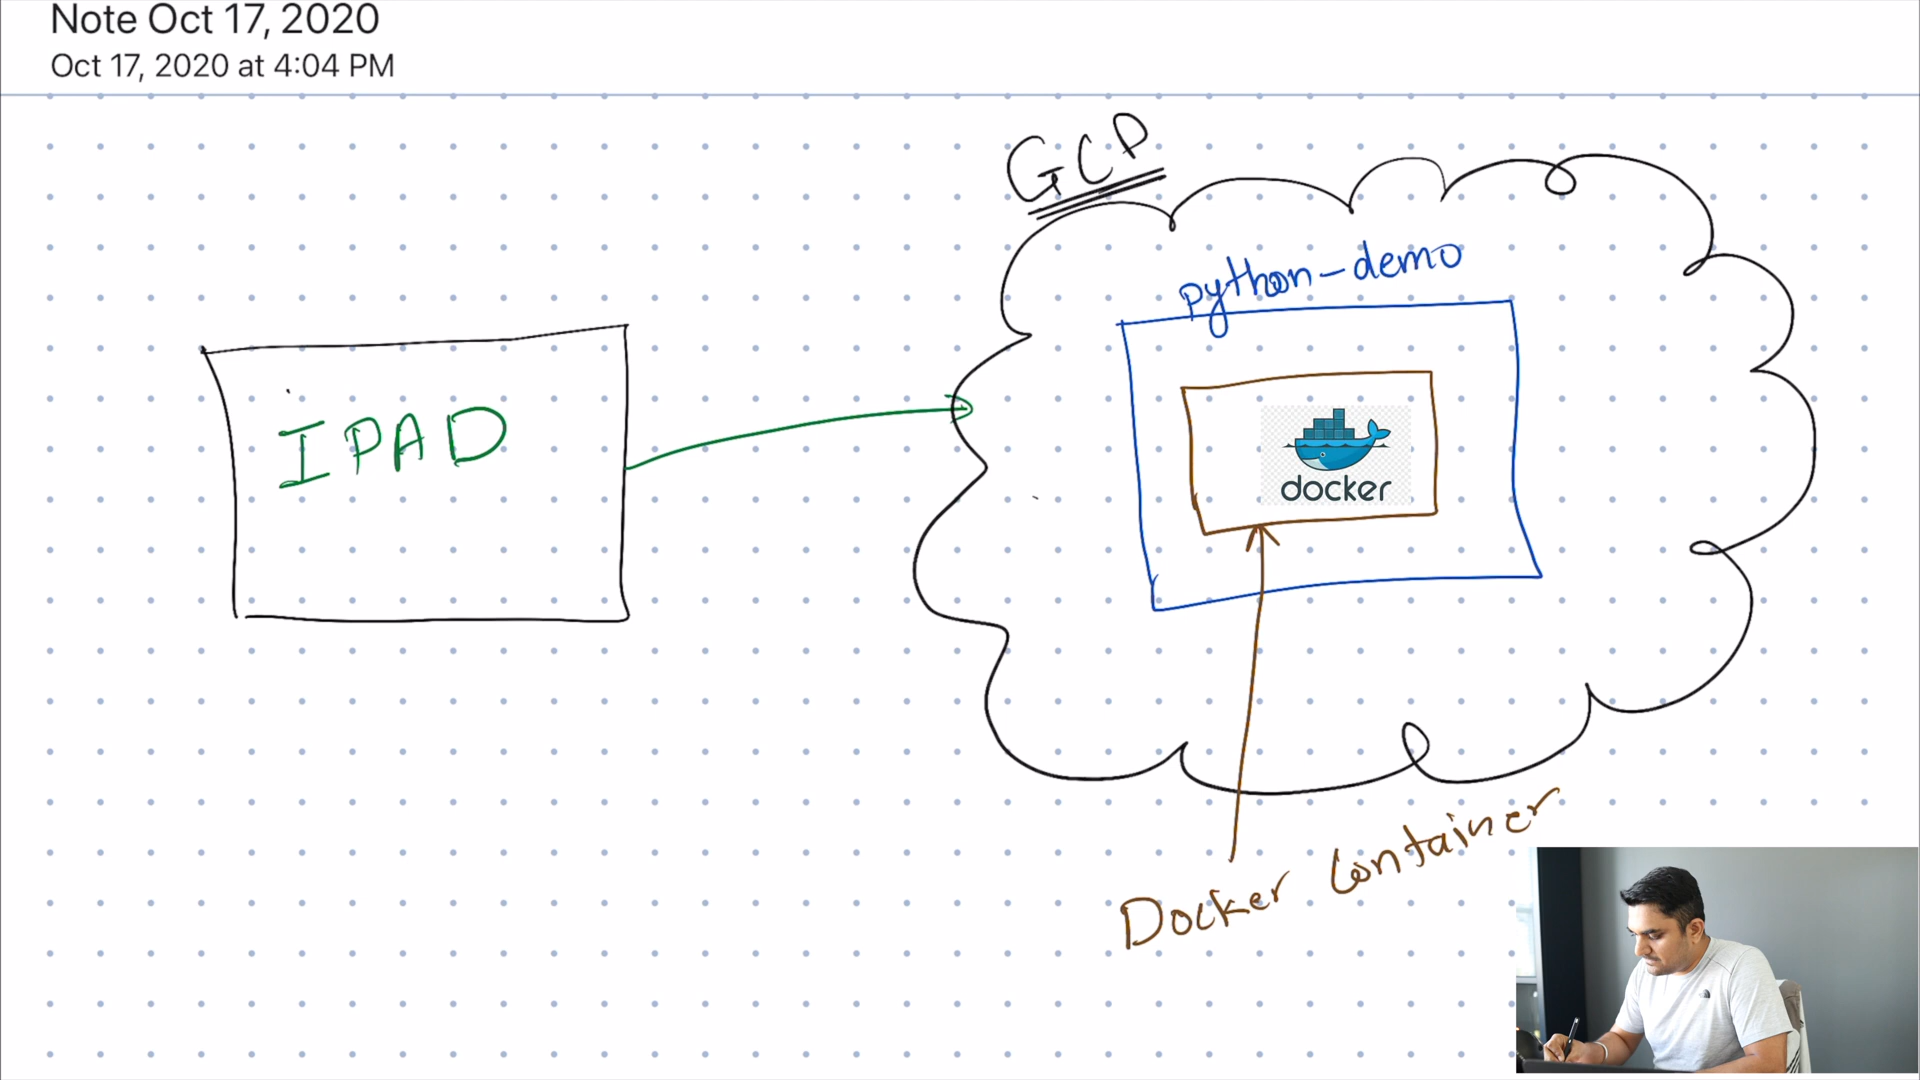 Note Oct 17, 2020
Oct 17, 2020 at 4:04 PM
GCP
python-demo
IPAD
docker
Docker Container